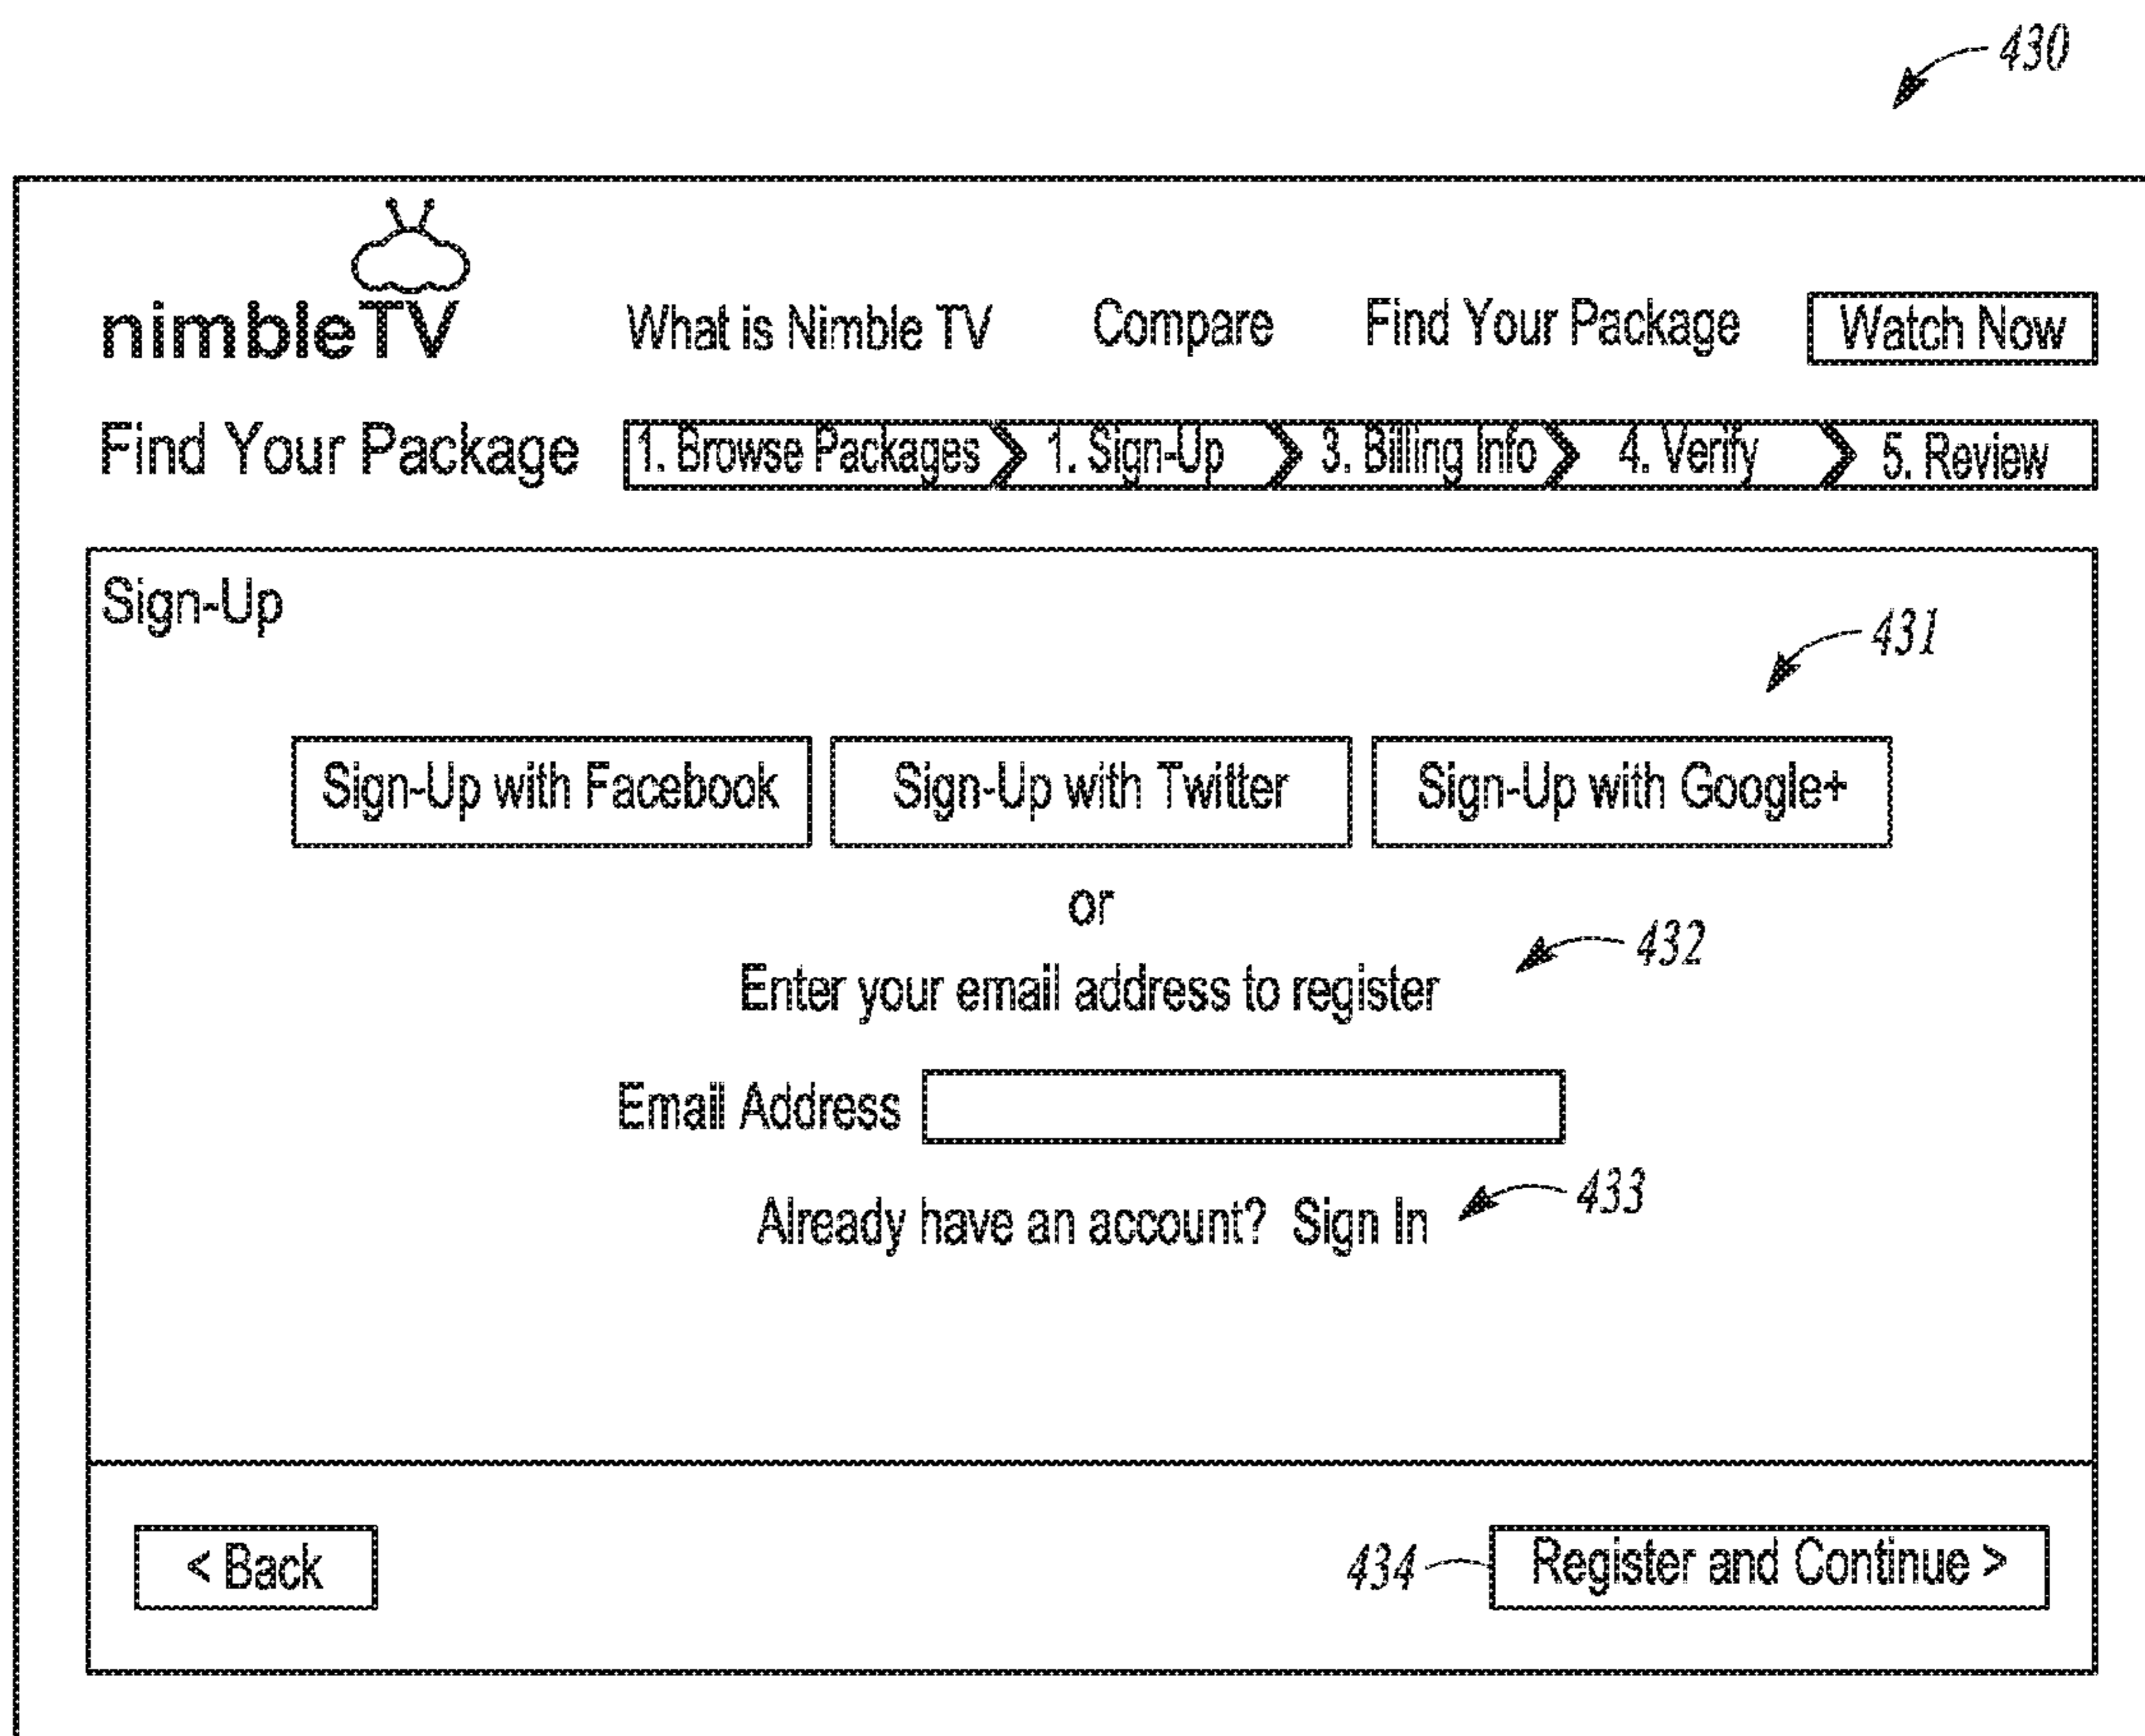 430
nimbleTV What is Nimble TV Compare Find Your Package Watch Now
Find Your Package 1. Browse Packages 1. Sign-Up 3. Billing Info 4. Verify 5. Review
Sign-Up
431
Sign-Up with Facebook Sign-Up with Twitter Sign-Up with Google+
or
432
Enter your email address to register
Email Address
Already have an account? Sign In 433
< Back 434 Register and Continue >